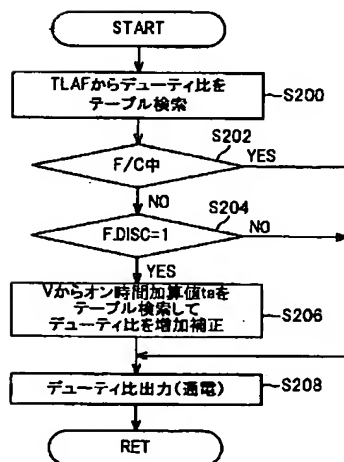 START
TLAFからデューティ比を
テーブル検索
S200
S202
F/C中
YES
NO
S204
F.DISC=1
NO
YES
Vからオン時間加算値taを
テーブル検索して
デューティ比を増加補正
S206
デューティ比出力(通電)
S208
RET